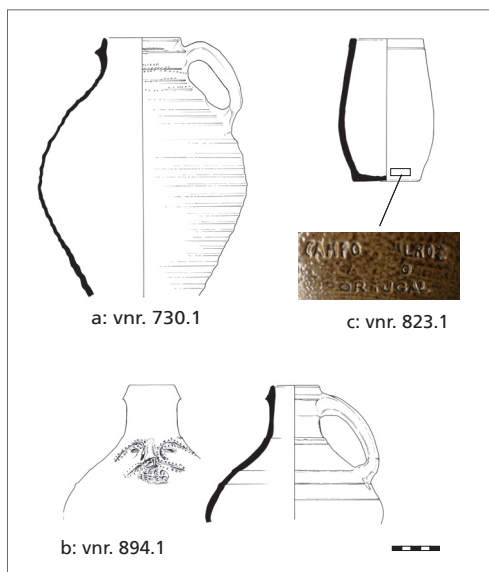 a: vnr. 730.1
CAMPO
PORTUGAL
c: vnr. 823.1
b: vnr. 894.1